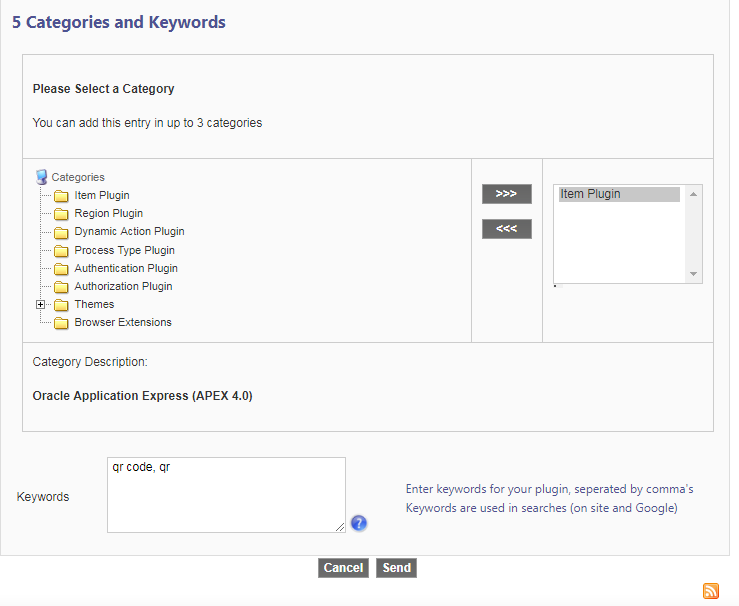 5 Categories and Keywords
Please Select a Category
You can add this entry in up to 3 categories
Categories
Item Plugin
Region Plugin
Dynamic Action Plugin
Process Type Plugin
Authentication Plugin
Authorization Plugin
Themes
Browser Extensions
>>>
<<<
Item Plugin
Category Description:
Oracle Application Express (APEX 4.0)
Keywords
qr code, qr
?
Enter keywords for your plugin, seperated by comma's
Keywords are used in searches (on site and Google)
Cancel Send